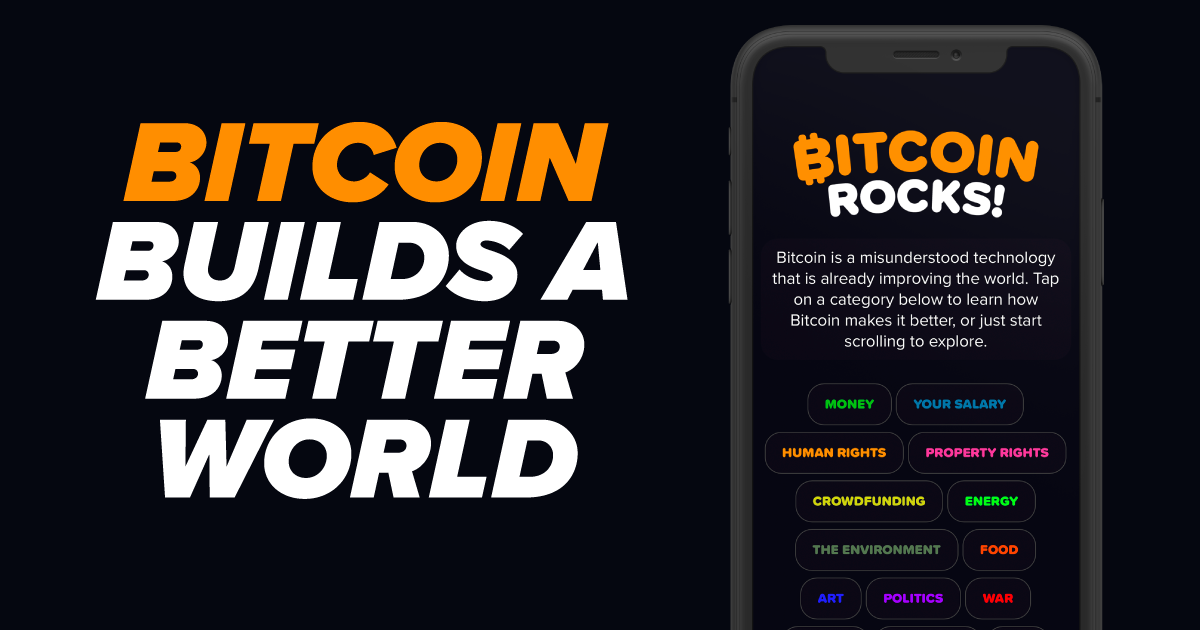 BITCOIN
BUILDS A
BETTER
WORLD
BITCOIN
ROCKS!
Bitcoin is a misunderstood technology
that is already improving the world. Tap
on a category below to learn how
Bitcoin makes it better, or just start
scrolling to explore.
MONEY YOUR SALARY
HUMAN RIGHTS PROPERTY RIGHTS
CROWDFUNDING ENERGY
THE ENVIRONMENT FOOD
ART POLITICS WAR